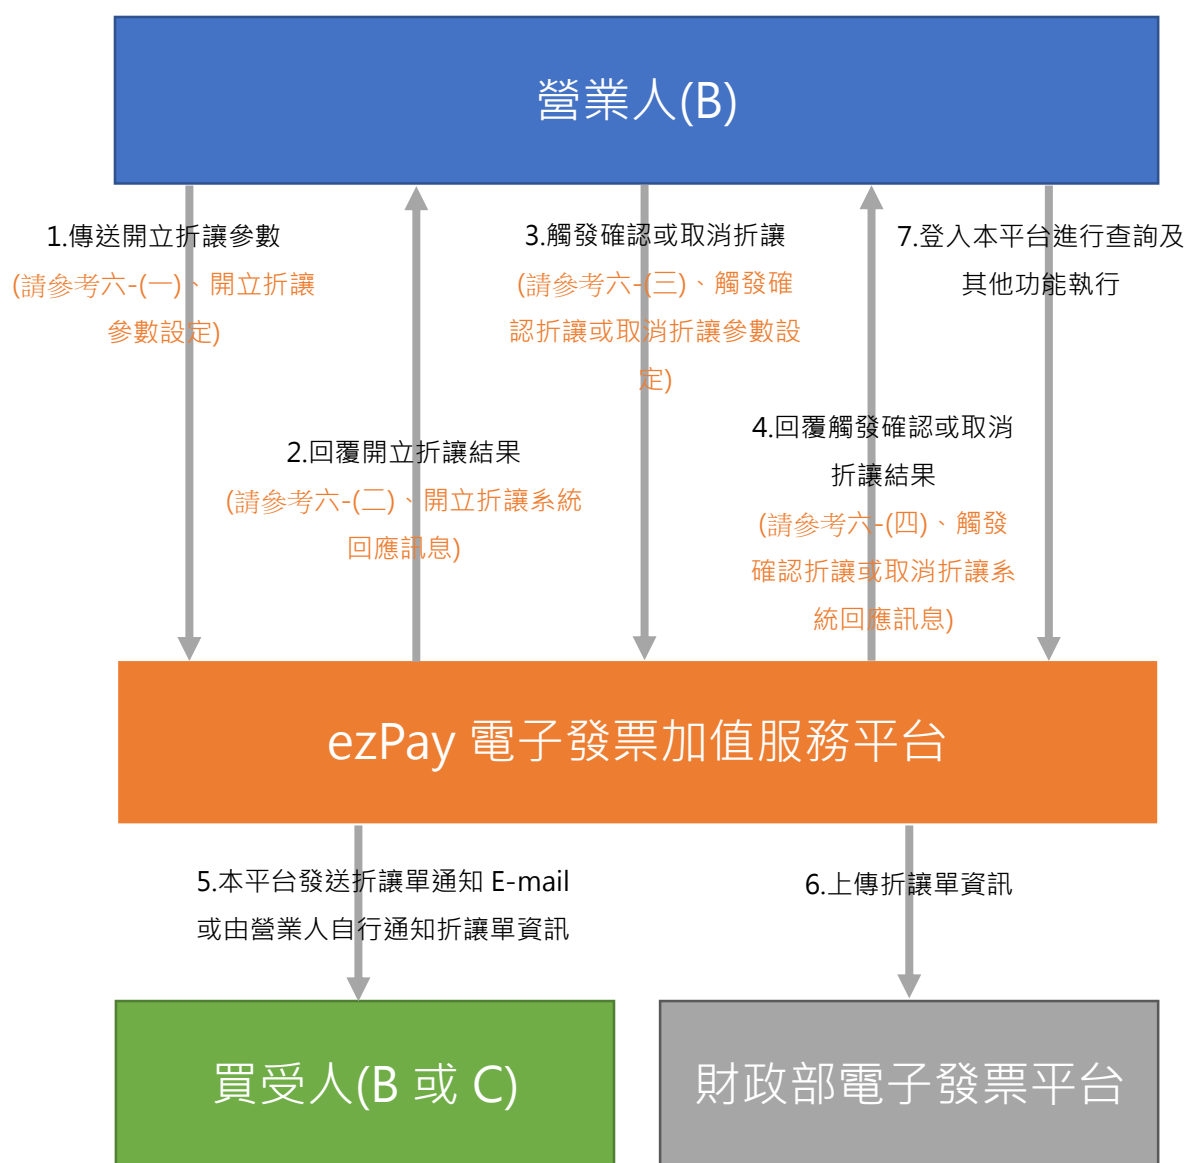 營業人(B)
1.傳送開立折讓參數
(請參考六-(一)、開立折讓
參數設定)
2.回覆開立折讓結果
(請參考六-(二)、開立折讓系統
回應訊息)
3.觸發確認或取消折讓
(請參考六-(三)、觸發確
認折讓或取消折讓參數設
定)
4.回覆觸發確認或取消
折讓結果
(請參考六-(四)、觸發
確認折讓或取消折讓系
統回應訊息)
7.登入本平台進行查詢及
其他功能執行
ezPay 電子發票加值服務平台
5.本平台發送折讓單通知 E-mail
或由營業人自行通知折讓單資訊
6.上傳折讓單資訊
買受人(B 或 C)
財政部電子發票平台